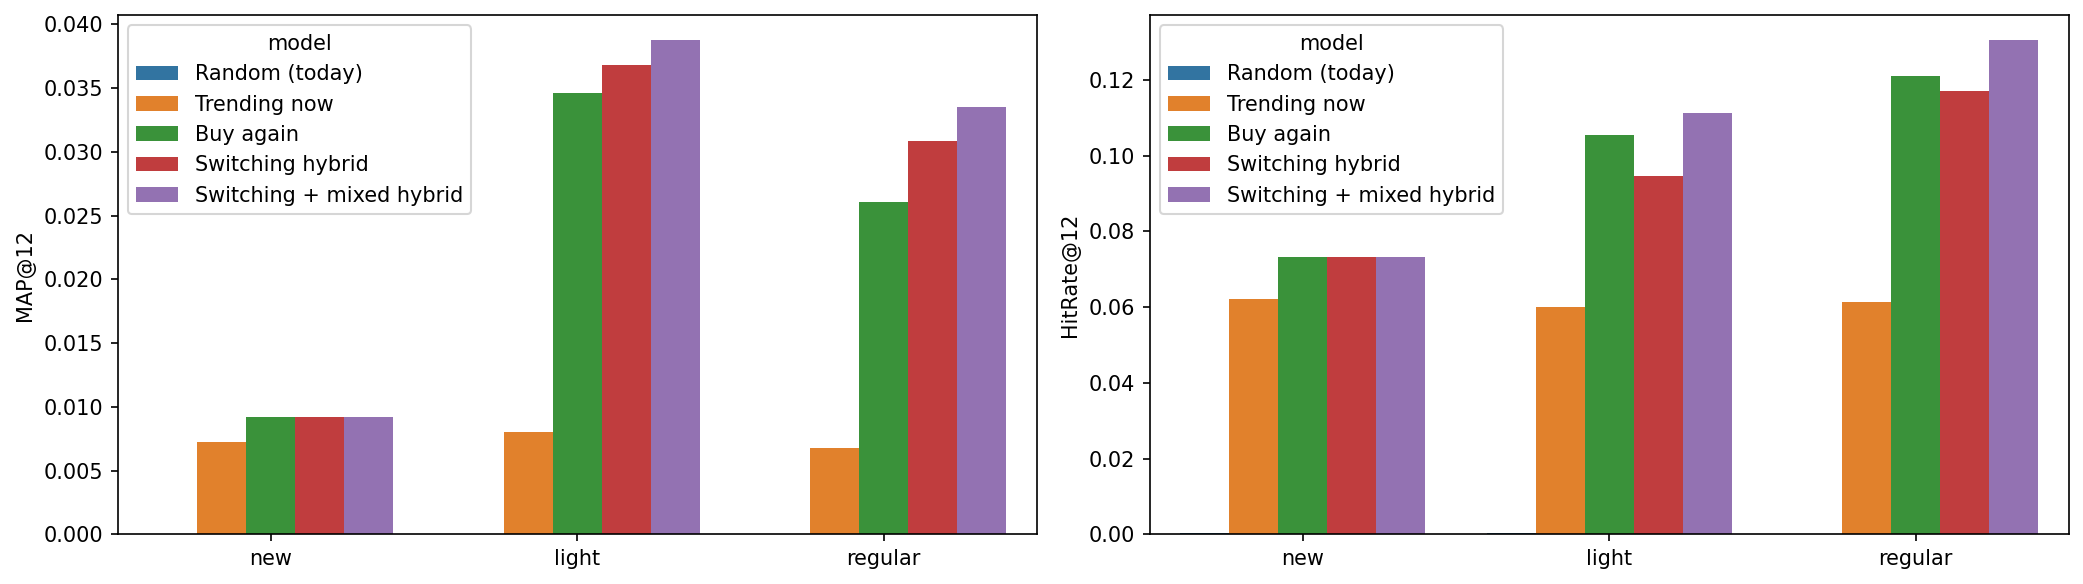 MAP@12
0.040
0.035
0.030
0.025
0.020
0.015
0.010
0.005
0.000
model
Random (today)
Trending now
Buy again
Switching hybrid
Switching + mixed hybrid
new
light
regular
HitRate@12
0.12
0.10
0.08
0.06
0.04
0.02
0.00
model
Random (today)
Trending now
Buy again
Switching hybrid
Switching + mixed hybrid
new
light
regular